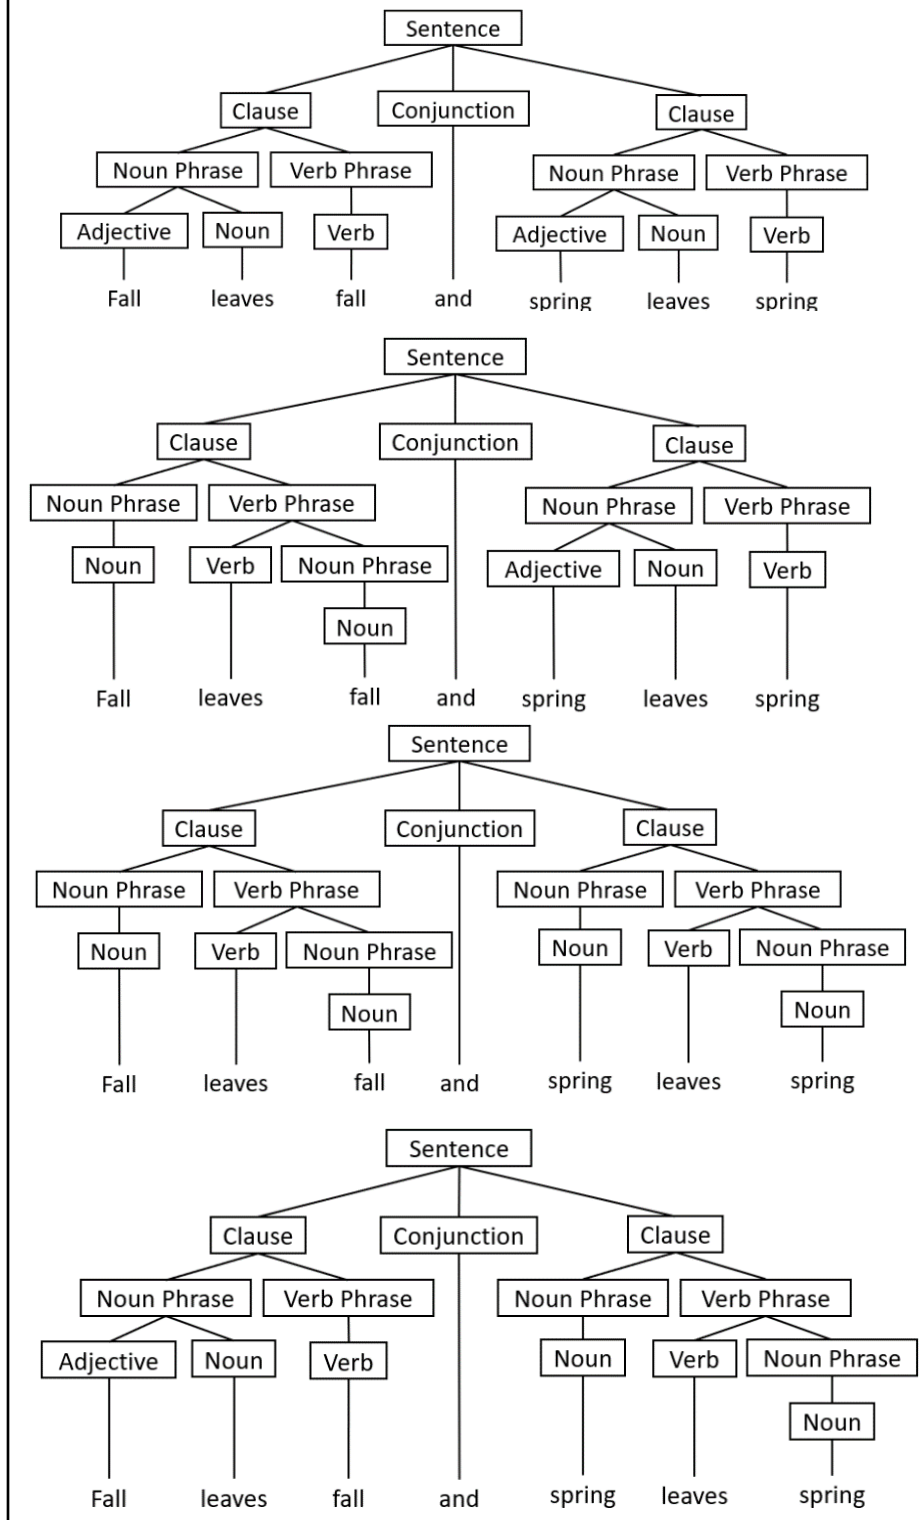 Sentence
Clause Conjunction Clause
Noun Phrase Verb Phrase Noun Phrase Verb Phrase
Adjective Noun Verb Adjective Noun Verb
Fall leaves fall and spring leaves spring
Sentence
Clause Conjunction Clause
Noun Phrase Verb Phrase Noun Phrase Verb Phrase
Noun Verb Noun Phrase Adjective Noun Verb
Noun
Fall leaves fall and spring leaves spring
Sentence
Clause Conjunction Clause
Noun Phrase Verb Phrase Noun Phrase Verb Phrase
Noun Verb Noun Phrase Noun Verb Noun Phrase
Noun Noun
Fall leaves fall and spring leaves spring
Sentence
Clause Conjunction Clause
Noun Phrase Verb Phrase Noun Phrase Verb Phrase
Adjective Noun Verb Noun Verb Noun Phrase
Noun
Fall leaves fall and spring leaves spring